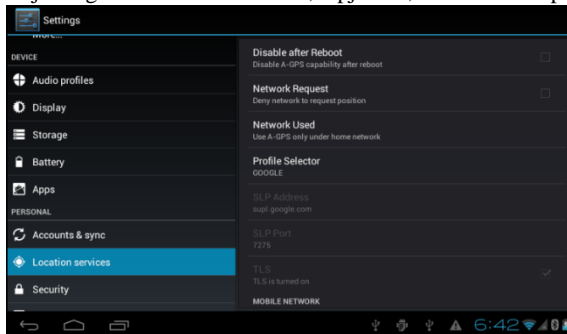 Settings
DEVICE
Audio profiles
Display
Storage
Battery
Apps
PERSONAL
Accounts & sync
Location services
Security
Disable after Reboot
Disable A-GPS capability after reboot
Network Request
Deny network to request position
Network Used
Use A-GPS only under home network
Profile Selector
GOOGLE
SLP Address
supl.google.com
SLP Port
7275
TLS
TLS is turned on
MOBILE NETWORK
6:42